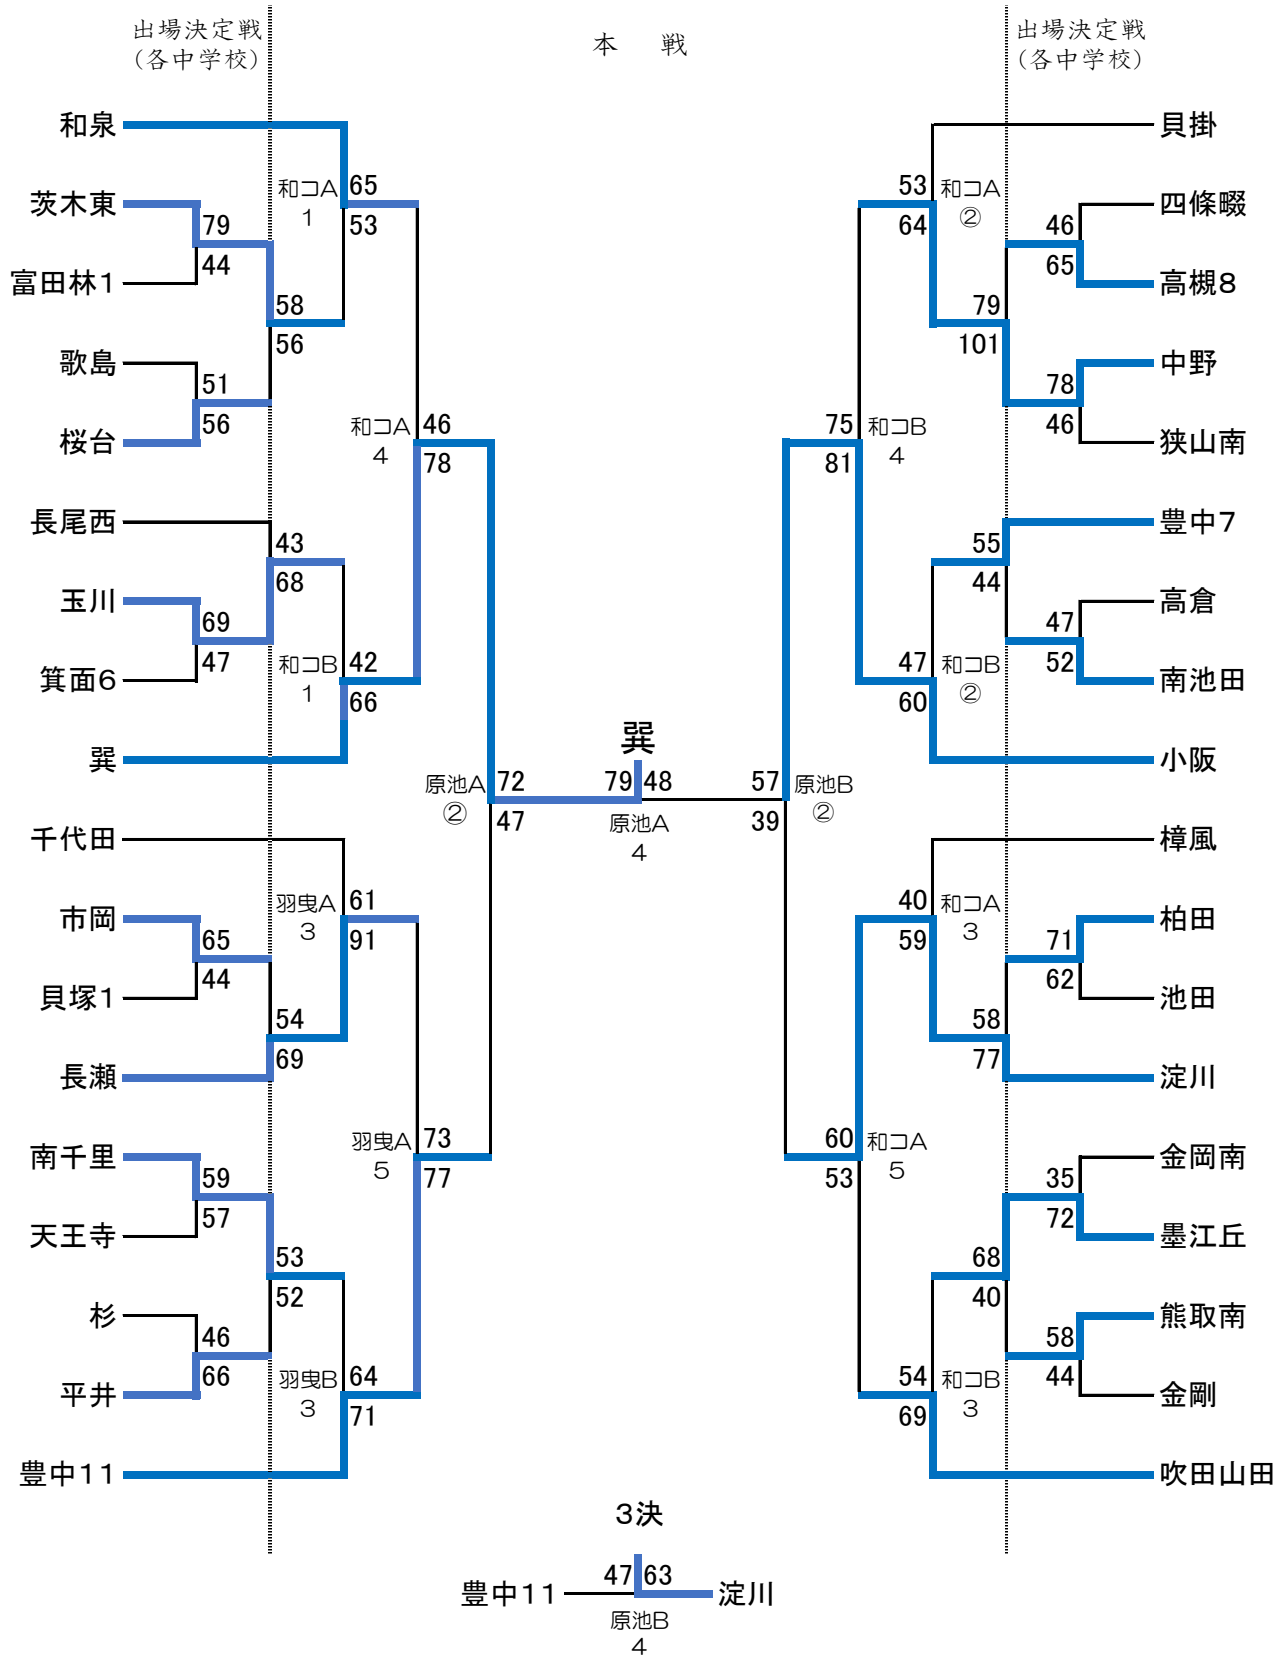 出場決定戦
(各中学校)
本　戦
出場決定戦
(各中学校)
和泉
茨木東
富田林1
歌島
桜台
長尾西
玉川
箕面6
巽
千代田
市岡
貝塚1
長瀬
南千里
天王寺
杉
平井
豊中11
79
44
51
56
69
47
65
44
59
57
46
66
58
56
43
68
54
69
53
52
和コA
1
65
53
和コB
1
42
66
羽曳A
3
61
91
羽曳B
3
64
71
和コA
4
46
78
羽曳A
5
73
77
原池A
②
72
47
巽
79 48
原池A
4
57
39
原池B
②
75
81
和コB
4
60
53
和コA
5
53
64
和コA
②
47
60
和コB
②
40
59
和コA
3
54
69
和コB
3
79
101
55
44
58
77
68
40
46
65
78
46
47
52
71
62
35
72
58
44
貝掛
四條畷
高槻8
中野
狭山南
豊中7
高倉
南池田
小阪
樟風
柏田
池田
淀川
金岡南
墨江丘
熊取南
金剛
吹田山田
3決
豊中11 47 63 淀川
原池B
4